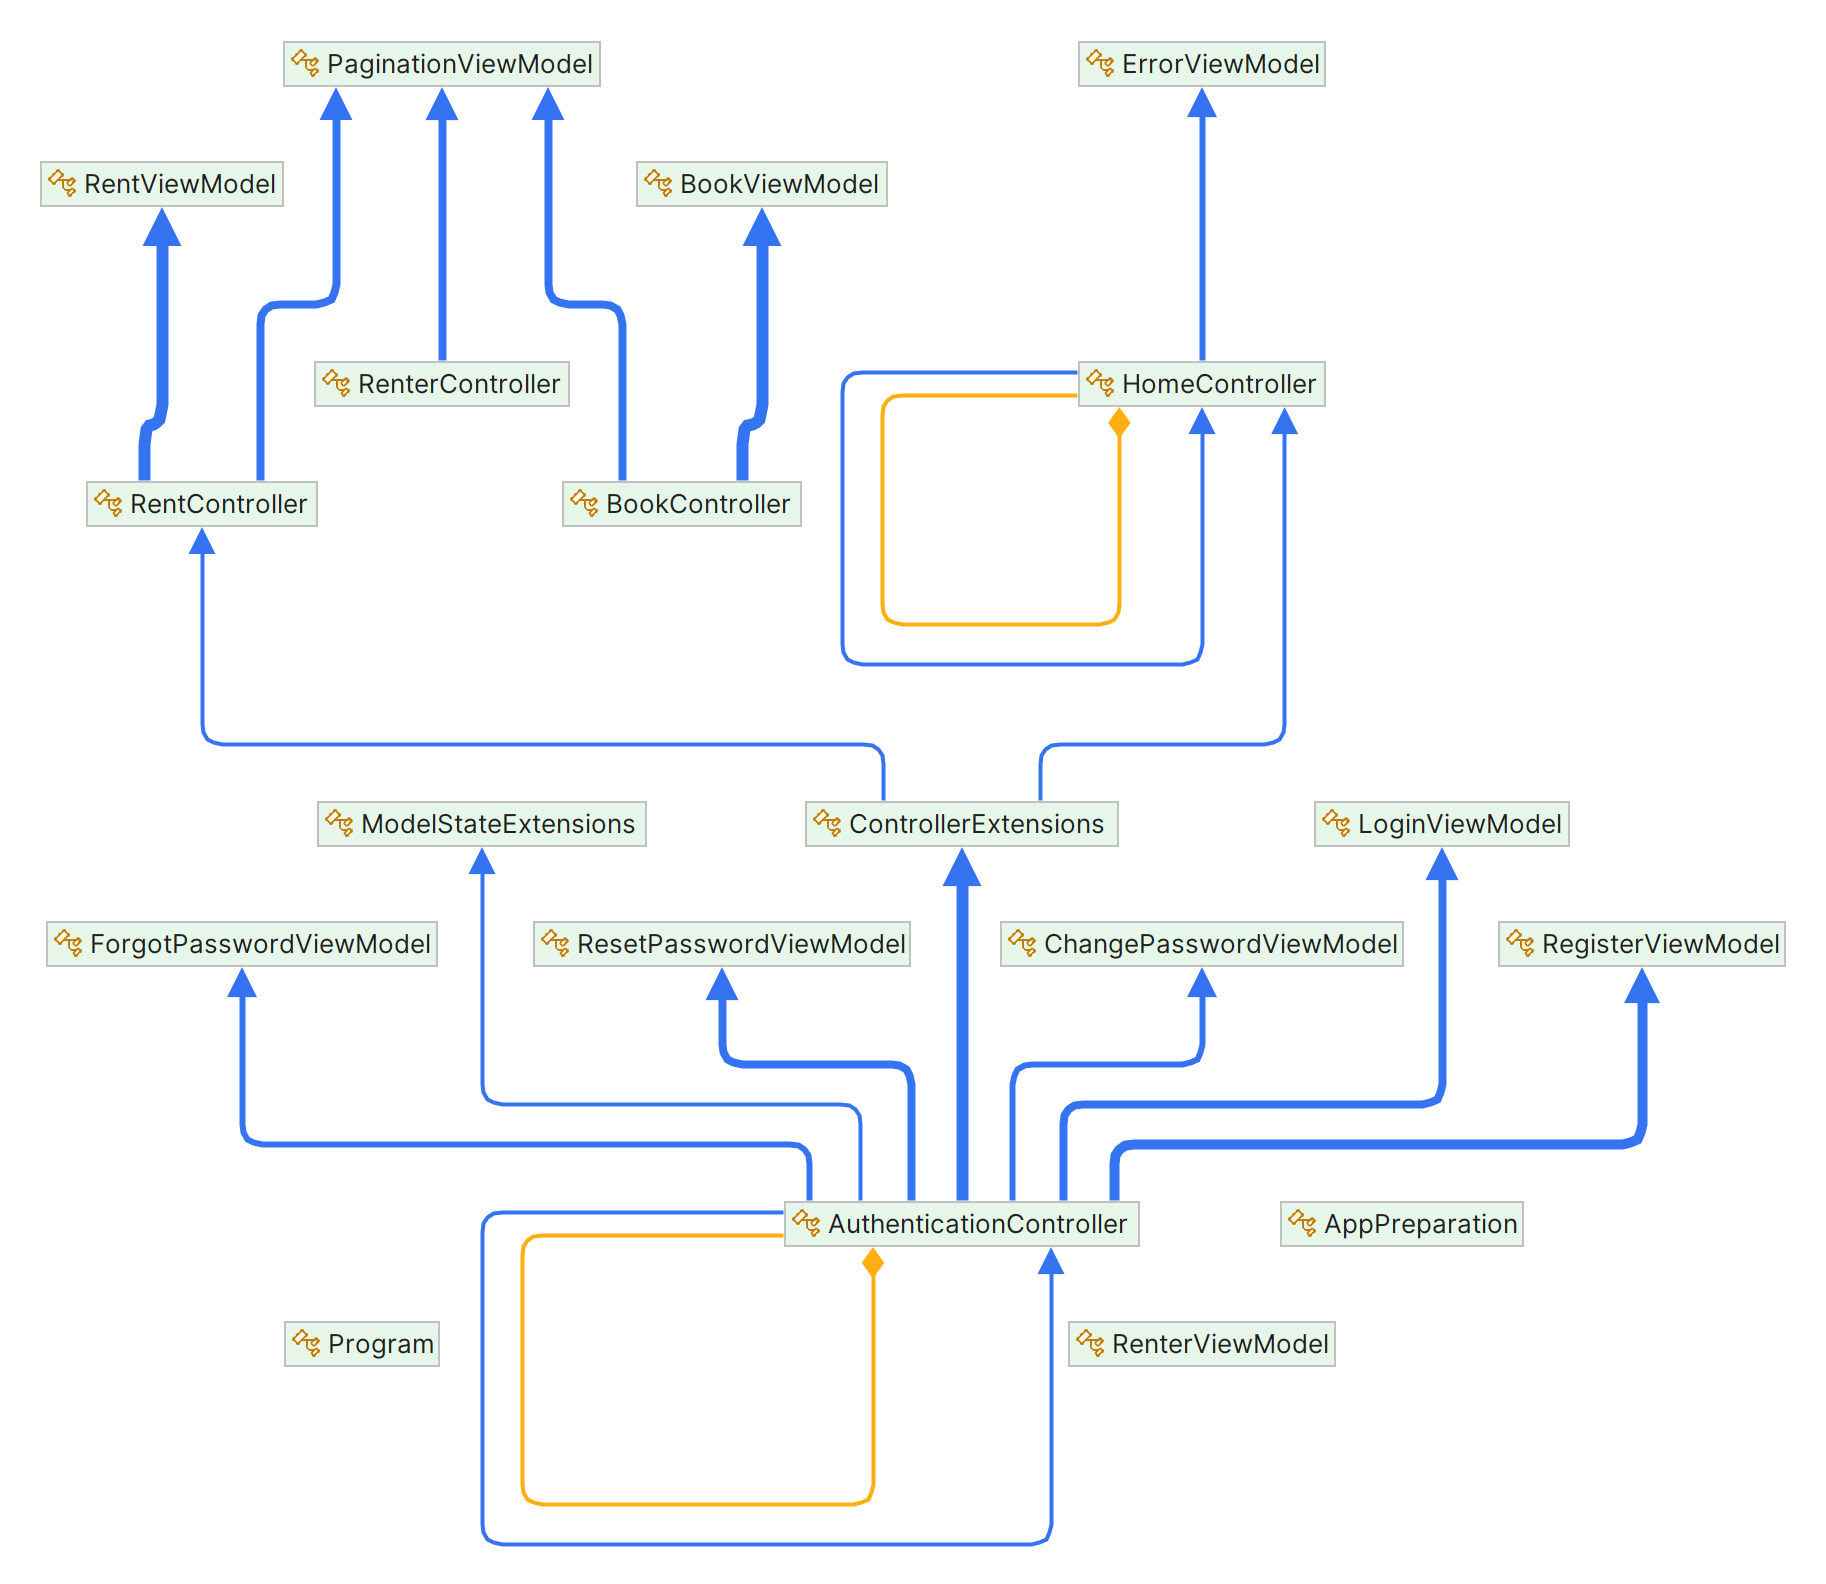 PaginationViewModel
ErrorViewModel
RentViewModel
BookViewModel
RenterController
HomeController
RentController
BookController
ModelStateExtensions
ControllerExtensions
LoginViewModel
ForgotPasswordViewModel
ResetPasswordViewModel
ChangePasswordViewModel
RegisterViewModel
AuthenticationController
AppPreparation
Program
RenterViewModel